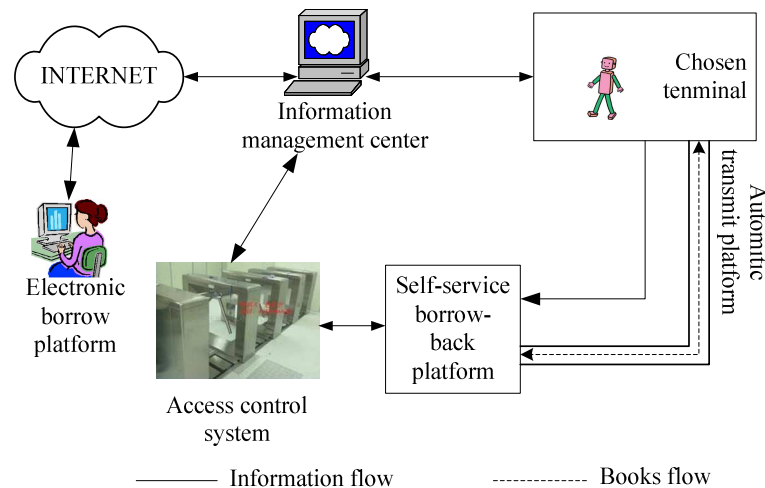 INTERNET
Information
management center
Chosen
tenminal
Automitic
transmit platform
Electronic
borrow
platform
Self-service
borrow-
back
platform
Access control
system
Information flow
Books flow